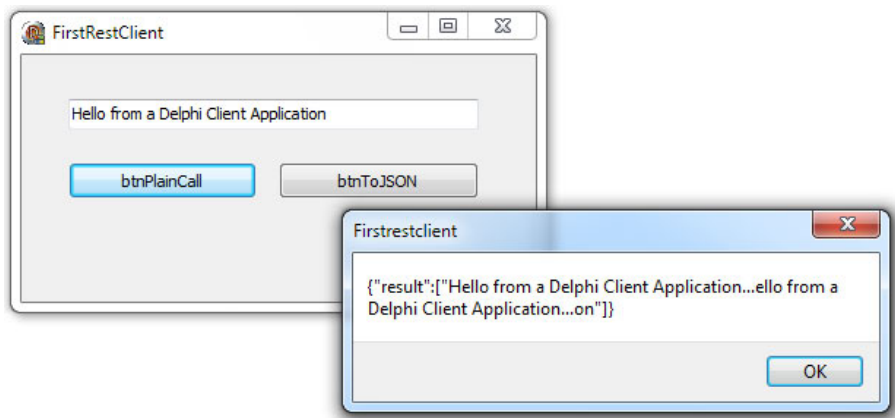 FirstRestClient
Hello from a Delphi Client Application
btnPlainCall
btnToJSON
Firstrestclient
{"result":["Hello from a Delphi Client Application...ello from a
Delphi Client Application...on"]}
OK